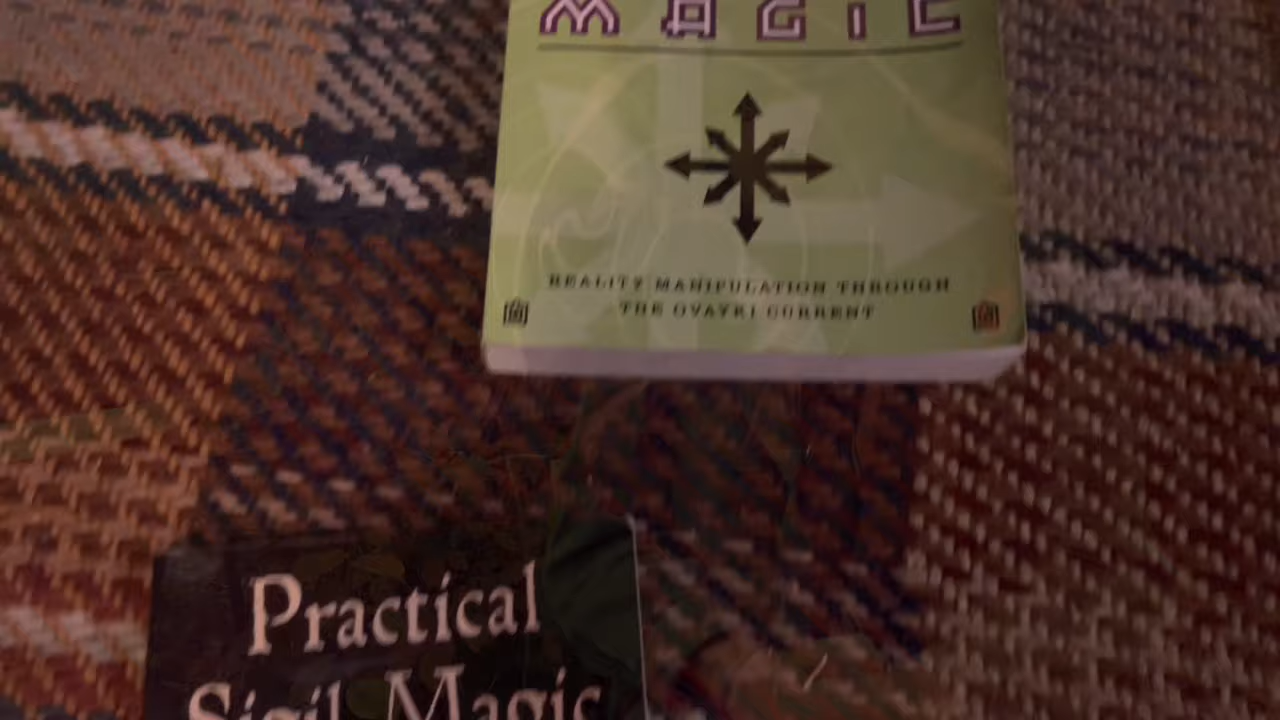 MAGIC
REALITY MANIPULATION THROUGH
THE OVAYKI CURRENT
Practical
Sigil Magic